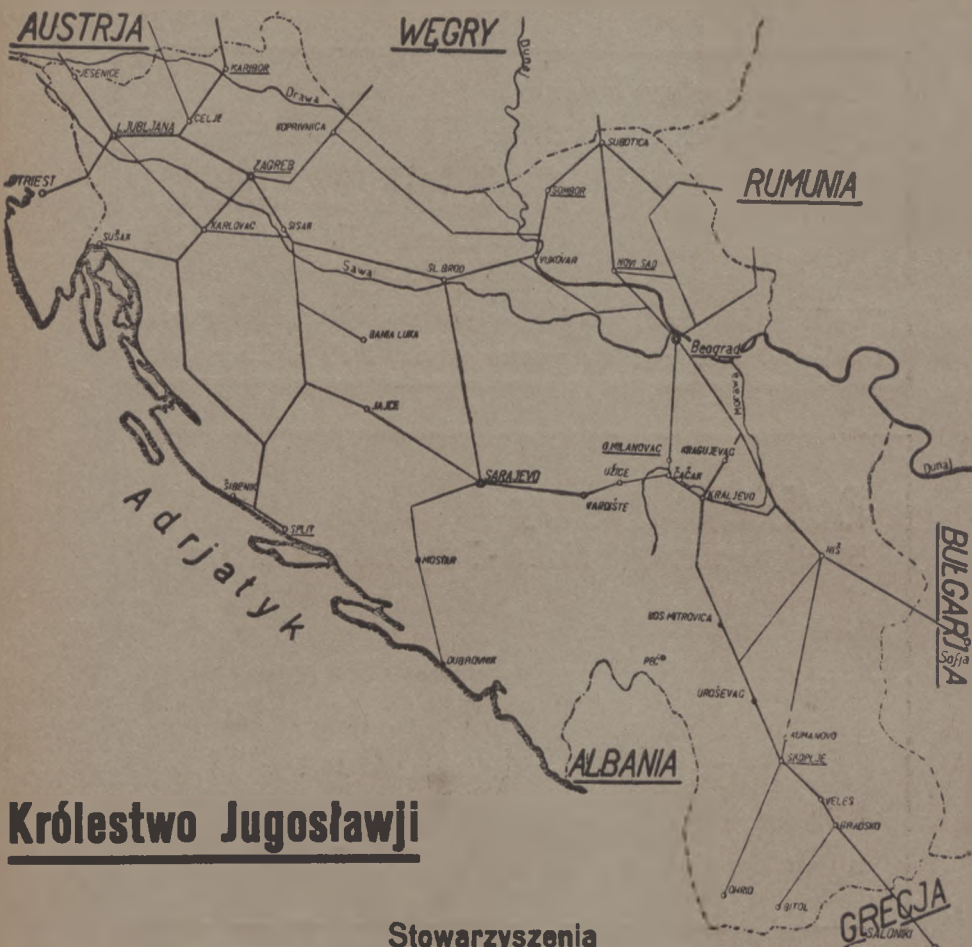 AUSTRJA
WĘGRY
Dunaj
JESENICE
MARIBOR
Drawa
CELJE
LJUBLJANA
KOPRIVNICA
SUBOTICA
ZAGREB
TRIEST
SOMBOR
RUMUNIA
KARLOVAC
SISAK
SUŠAK
Sawa
SL. BROD
VUKOVAR
NOVI SAD
BANIA LUKA
Beograd
Morawa
JAJCE
G. MILANOVAC
KRAGUJEVAC
Dunaj
SARAJEVO
UŽICE
ČAČAK
KRALJEVO
ŠIBENIK
VARDIŠTE
SPLIT
Adrjatyk
BUŁGARJA
NIŠ
MOSTAR
KOS. MITROVICA
Sofja
DUBROVNIK
PEĆ
UROŠEVAC
KUMANOVO
SKOPLJE
ALBANIA
VELES
GRADSKO
Królestwo Jugosławji
OHRID
BITOL
GRECJA
SALONIKI
Stowarzyszenia